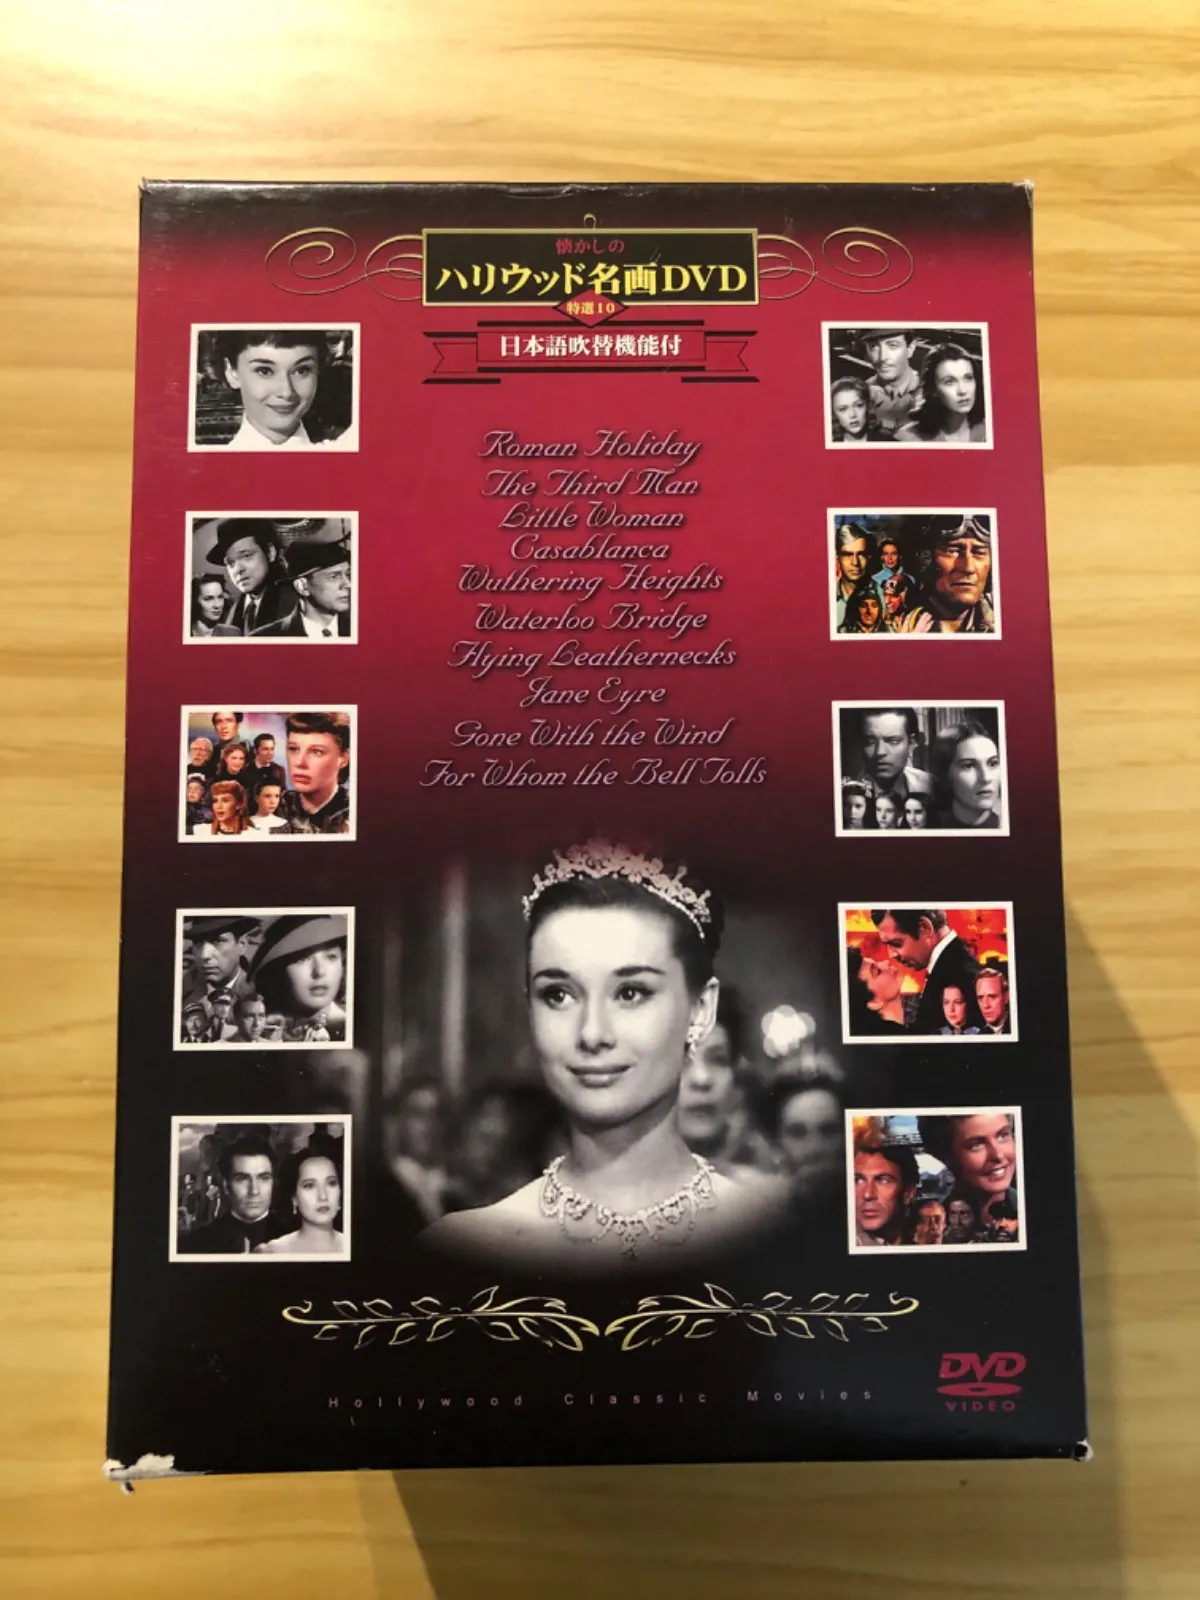 懐かしの
ハリウッド名画DVD
特選10
日本語吹替機能付
Roman Holiday
The Third Man
Little Woman
Casablanca
Wuthering Heights
Waterloo Bridge
Flying Leathernecks
Jane Eyre
Gone With the Wind
For Whom the Bell Tolls
DVD
VIDEO
Hollywood Classic Movies